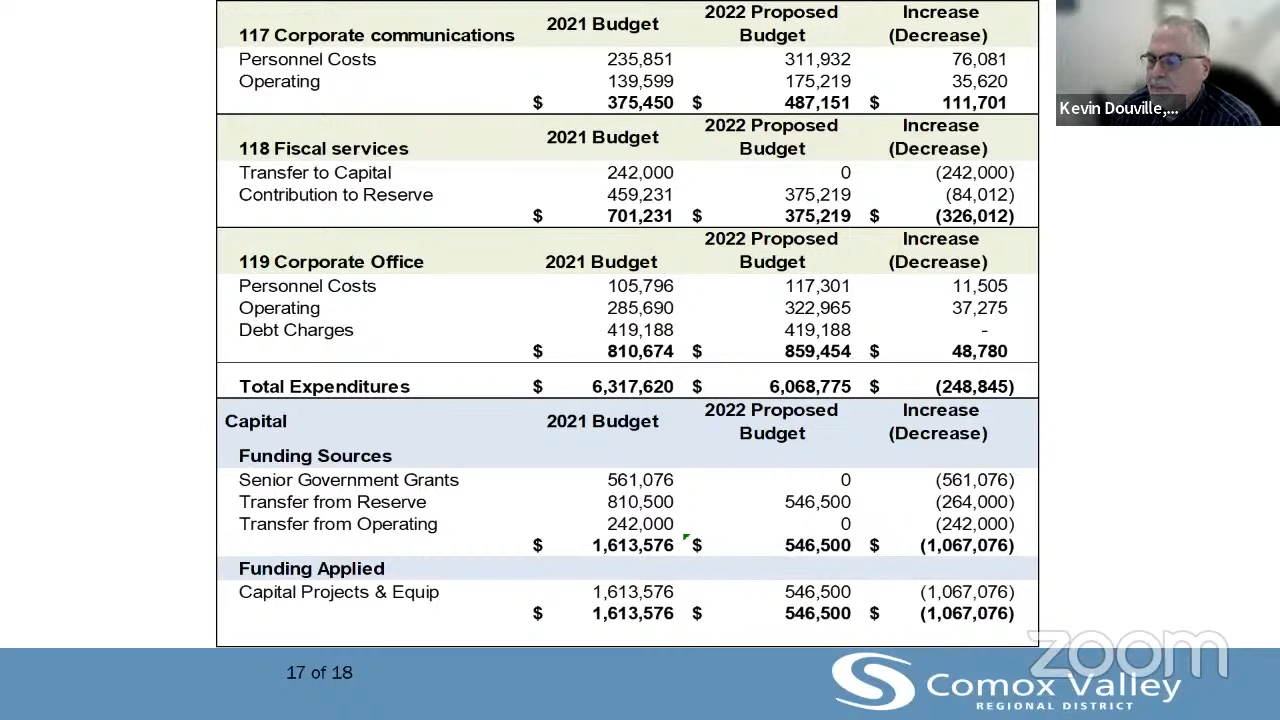 117 Corporate communications 2021 Budget 2022 Proposed Budget Increase (Decrease)
Personnel Costs 235,851 311,932 76,081
Operating 139,599 175,219 35,620
$ 375,450 $ 487,151 $ 111,701
118 Fiscal services 2021 Budget 2022 Proposed Budget Increase (Decrease)
Transfer to Capital 242,000 0 (242,000)
Contribution to Reserve 459,231 375,219 (84,012)
$ 701,231 $ 375,219 $ (326,012)
119 Corporate Office 2021 Budget 2022 Proposed Budget Increase (Decrease)
Personnel Costs 105,796 117,301 11,505
Operating 285,690 322,965 37,275
Debt Charges 419,188 419,188 -
$ 810,674 $ 859,454 $ 48,780
Total Expenditures $ 6,317,620 $ 6,068,775 $ (248,845)
Capital 2021 Budget 2022 Proposed Budget Increase (Decrease)
Funding Sources
Senior Government Grants 561,076 0 (561,076)
Transfer from Reserve 810,500 546,500 (264,000)
Transfer from Operating 242,000 0 (242,000)
$ 1,613,576 $ 546,500 $ (1,067,076)
Funding Applied
Capital Projects & Equip 1,613,576 546,500 (1,067,076)
$ 1,613,576 $ 546,500 $ (1,067,076)
Kevin Douville,...
17 of 18
zoom
Comox Valley
REGIONAL DISTRICT